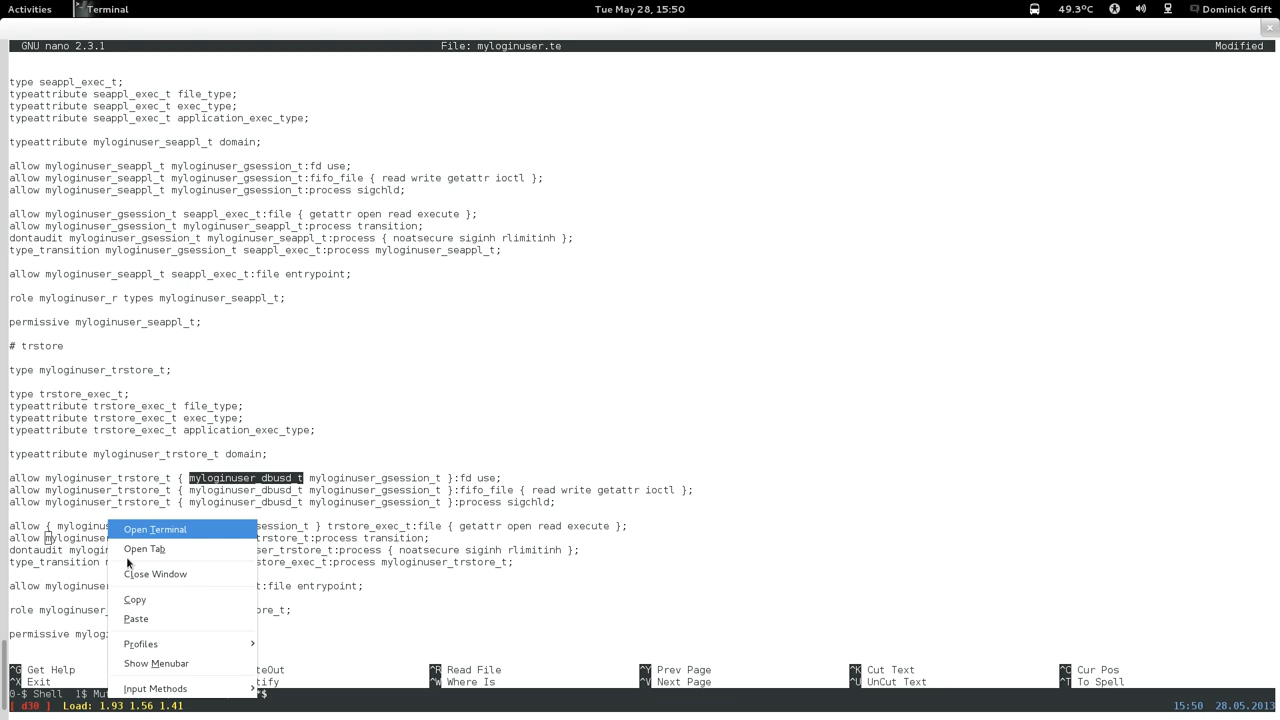 Activities Terminal Tue May 28, 15:50 49.3°C Dominick Grift
GNU nano 2.3.1 File: myloginuser.te Modified
type seappl_exec_t;
typeattribute seappl_exec_t file_type;
typeattribute seappl_exec_t exec_type;
typeattribute seappl_exec_t application_exec_type;
typeattribute myloginuser_seappl_t domain;
allow myloginuser_seappl_t myloginuser_gsession_t:fd use;
allow myloginuser_seappl_t myloginuser_gsession_t:fifo_file { read write getattr ioctl };
allow myloginuser_seappl_t myloginuser_gsession_t:process sigchld;
allow myloginuser_gsession_t seappl_exec_t:file { getattr open read execute };
allow myloginuser_gsession_t myloginuser_seappl_t:process transition;
dontaudit myloginuser_gsession_t myloginuser_seappl_t:process { noatsecure siginh rlimitinh };
type_transition myloginuser_gsession_t seappl_exec_t:process myloginuser_seappl_t;
allow myloginuser_seappl_t seappl_exec_t:file entrypoint;
role myloginuser_r types myloginuser_seappl_t;
permissive myloginuser_seappl_t;
# trstore
type myloginuser_trstore_t;
type trstore_exec_t;
typeattribute trstore_exec_t file_type;
typeattribute trstore_exec_t exec_type;
typeattribute trstore_exec_t application_exec_type;
typeattribute myloginuser_trstore_t domain;
allow myloginuser_trstore_t { myloginuser_dbusd_t myloginuser_gsession_t }:fd use;
allow myloginuser_trstore_t { myloginuser_dbusd_t myloginuser_gsession_t }:fifo_file { read write getattr ioctl };
allow myloginuser_trstore_t { myloginuser_dbusd_t myloginuser_gsession_t }:process sigchld;
allow { myloginus ession_t } trstore_exec_t:file { getattr open read execute };
allow myloginuser_ trstore_t:process transition;
dontaudit mylogin er_trstore_t:process { noatsecure siginh rlimitinh };
type_transition m store_exec_t:process myloginuser_trstore_t;
allow myloginuser_ t:file entrypoint;
role myloginuser_ ore_t;
permissive mylogi
Open Terminal
Open Tab
Close Window
Copy
Paste
Profiles
Show Menubar
Input Methods
^G Get Help teOut ^R Read File ^Y Prev Page ^K Cut Text ^C Cur Pos
^X Exit tify ^W Where Is ^V Next Page ^U UnCut Text ^T To Spell
0-$ Shell 1$ Mut *$
[ d30 ] Load: 1.93 1.56 1.41 15:50 28.05.2013